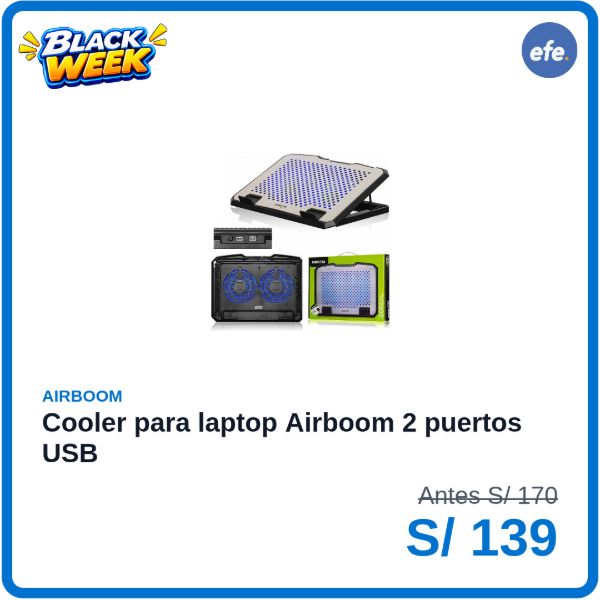 BLACK
WEEK
efe.
AIRBOOM
Cooler para laptop Airboom 2 puertos
USB
Antes S/ 170
S/ 139